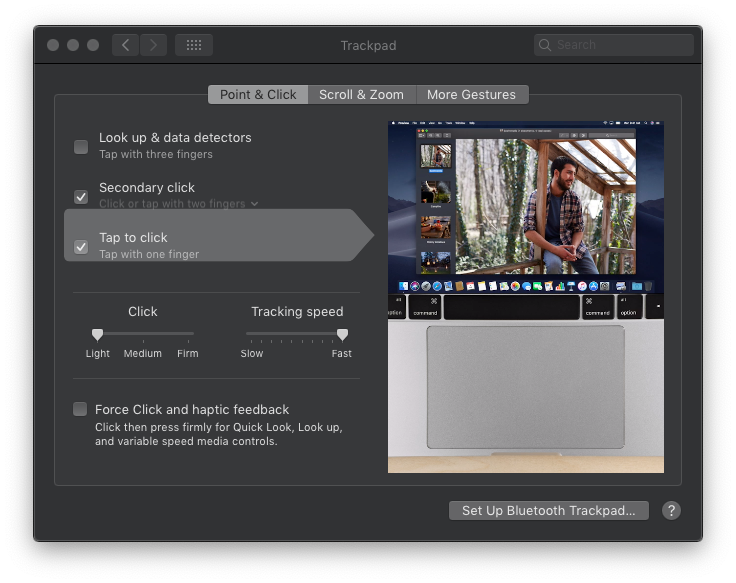 Trackpad
Search
Point & Click
Scroll & Zoom
More Gestures
Look up & data detectors
Tap with three fingers
Secondary click
Click or tap with two fingers
Tap to click
Tap with one finger
Click
Tracking speed
Light
Medium
Firm
Slow
Fast
Force Click and haptic feedback
Click then press firmly for Quick Look, Look up,
and variable speed media controls.
alt
⌘
⌘
alt
command
command
option
Set Up Bluetooth Trackpad...
?